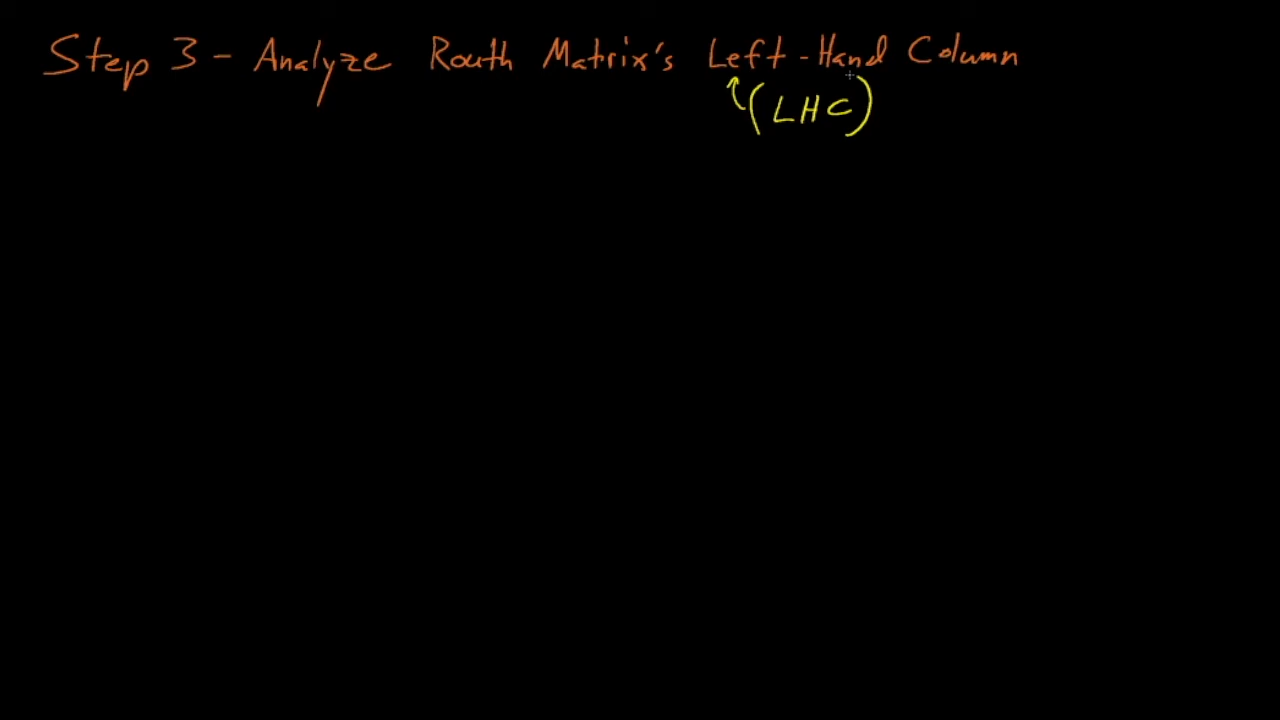 Step 3 - Analyze Routh Matrix's Left-Hand Column
(LHC)